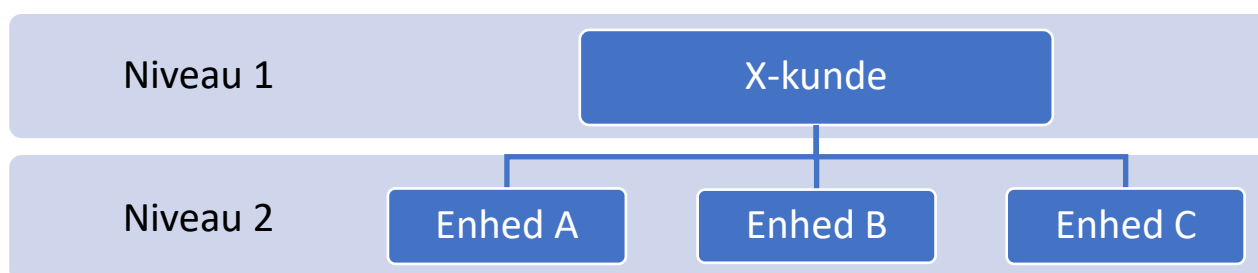 Niveau 1
X-kunde
Niveau 2
Enhed A
Enhed B
Enhed C